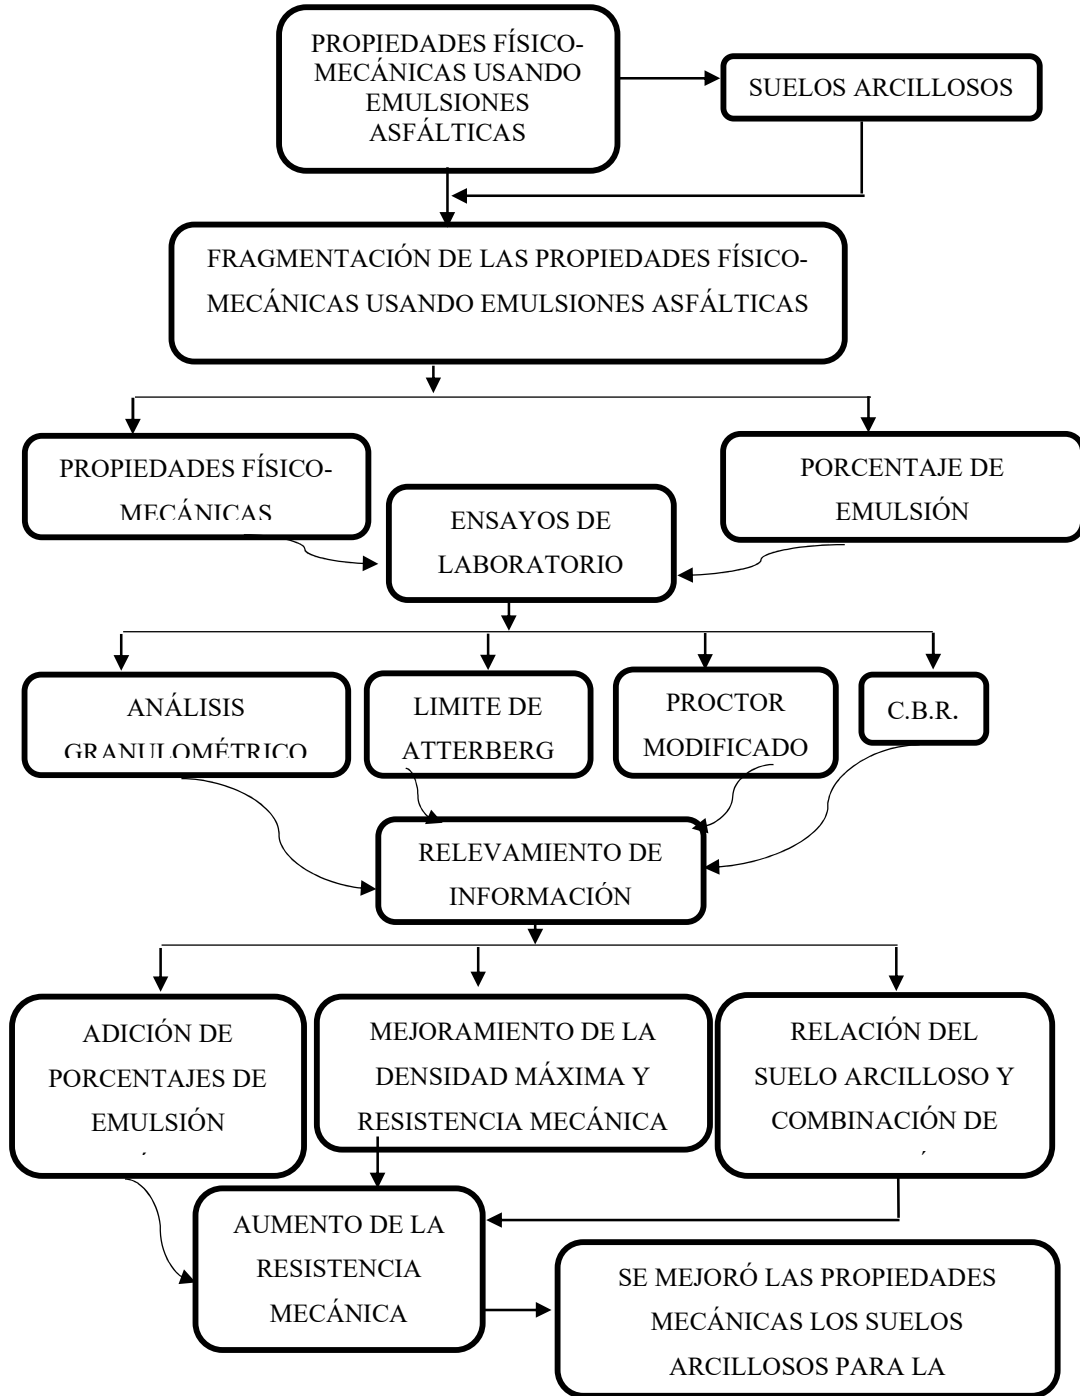 PROPIEDADES FÍSICO-
MECÁNICAS USANDO
EMULSIONES
ASFÁLTICAS
SUELOS ARCILLOSOS
FRAGMENTACIÓN DE LAS PROPIEDADES FÍSICO-
MECÁNICAS USANDO EMULSIONES ASFÁLTICAS
PROPIEDADES FÍSICO-
MECÁNICAS
PORCENTAJE DE
EMULSIÓN
ENSAYOS DE
LABORATORIO
ANÁLISIS
GRANULOMÉTRICO
LIMITE DE
ATTERBERG
PROCTOR
MODIFICADO
C.B.R.
RELEVAMIENTO DE
INFORMACIÓN
ADICIÓN DE
PORCENTAJES DE
EMULSIÓN
MEJORAMIENTO DE LA
DENSIDAD MÁXIMA Y
RESISTENCIA MECÁNICA
RELACIÓN DEL
SUELO ARCILLOSO Y
COMBINACIÓN DE
AUMENTO DE LA
RESISTENCIA
MECÁNICA
SE MEJORÓ LAS PROPIEDADES
MECÁNICAS LOS SUELOS
ARCILLOSOS PARA LA